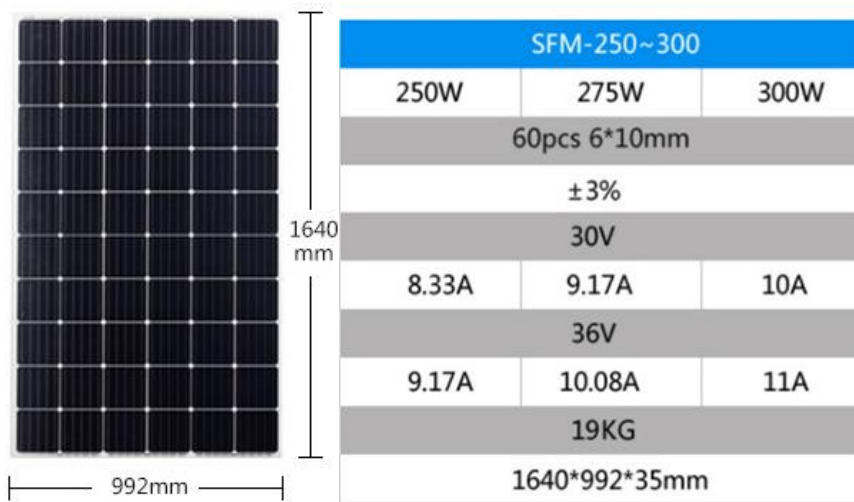 1640
mm
992mm
SFM-250~300
250W 275W 300W
60pcs 6*10mm
±3%
30V
8.33A 9.17A 10A
36V
9.17A 10.08A 11A
19KG
1640*992*35mm